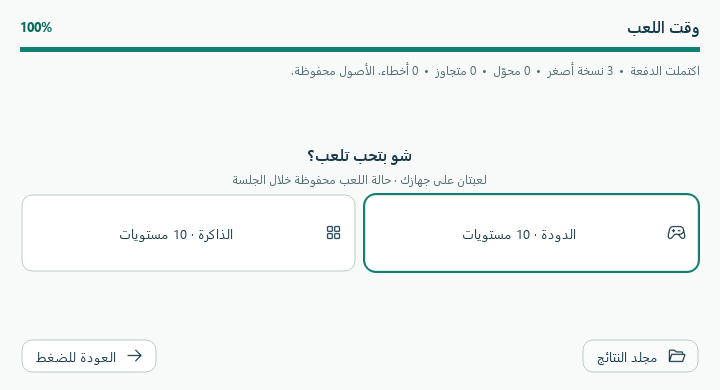 وقت اللعب
100%
اكتملت الدفعة • 3 نسخة أصغر • 0 محوّل • 0 متجاوز • 0 أخطاء. الأصول محفوظة.
شو بتحب تلعب؟
لعبتان على جهازك · حالة اللعب محفوظة خلال الجلسة
الدودة · 10 مستويات
الذاكرة · 10 مستويات
مجلد النتائج
العودة للضغط